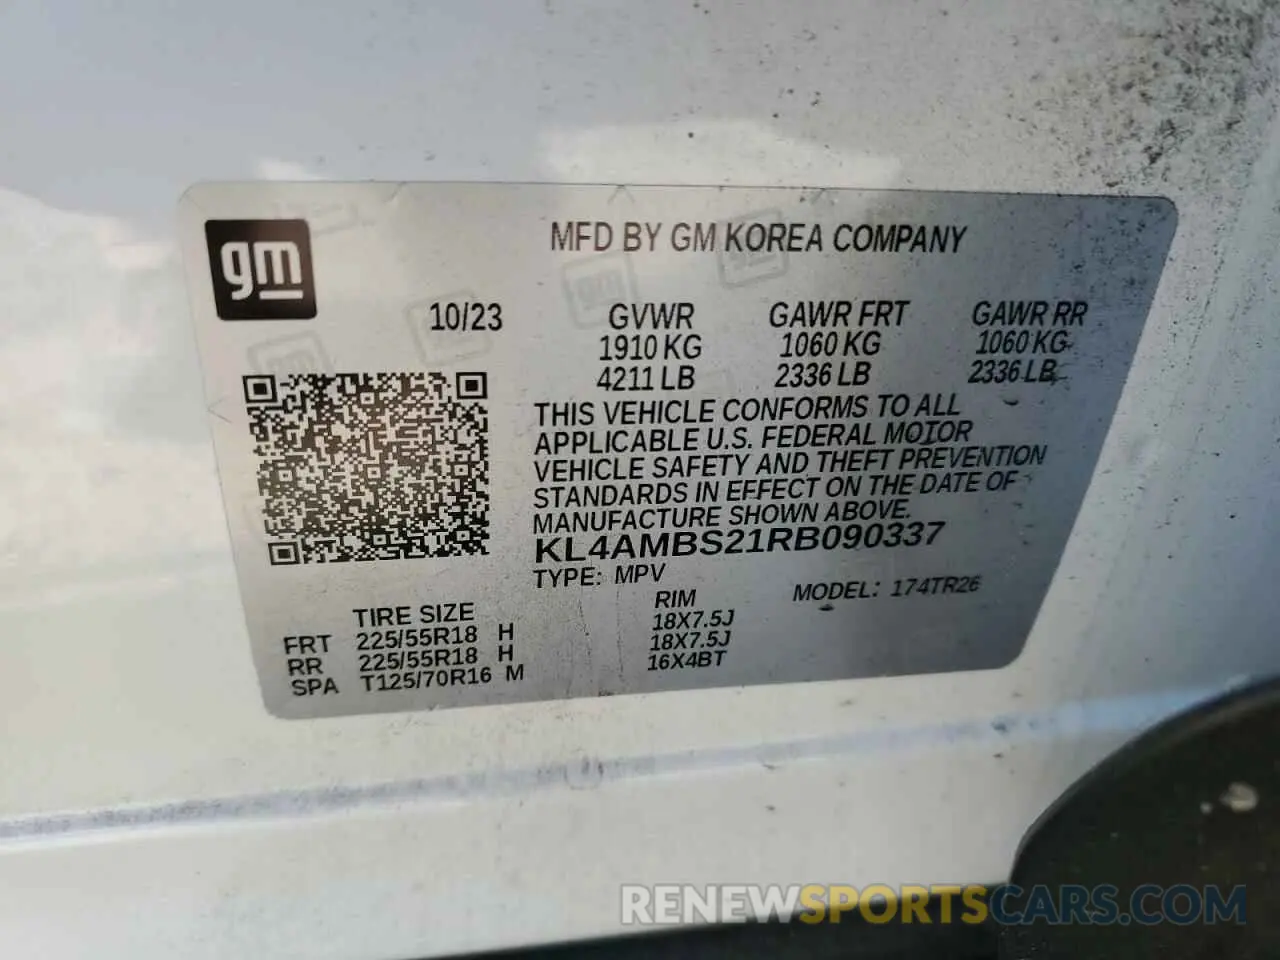 gm
MFD BY GM KOREA COMPANY
10/23 GVWR GAWR FRT GAWR RR
1910 KG 1060 KG 1060 KG
4211 LB 2336 LB 2336 LB
THIS VEHICLE CONFORMS TO ALL
APPLICABLE U.S. FEDERAL MOTOR
VEHICLE SAFETY AND THEFT PREVENTION
STANDARDS IN EFFECT ON THE DATE OF
MANUFACTURE SHOWN ABOVE.
KL4AMBS21RB090337
TYPE: MPV MODEL: 174TR26
TIRE SIZE RIM
FRT 225/55R18 H 18X7.5J
RR 225/55R18 H 18X7.5J
SPA T125/70R16 M 16X4BT
RENEWSPORTSCARS.COM